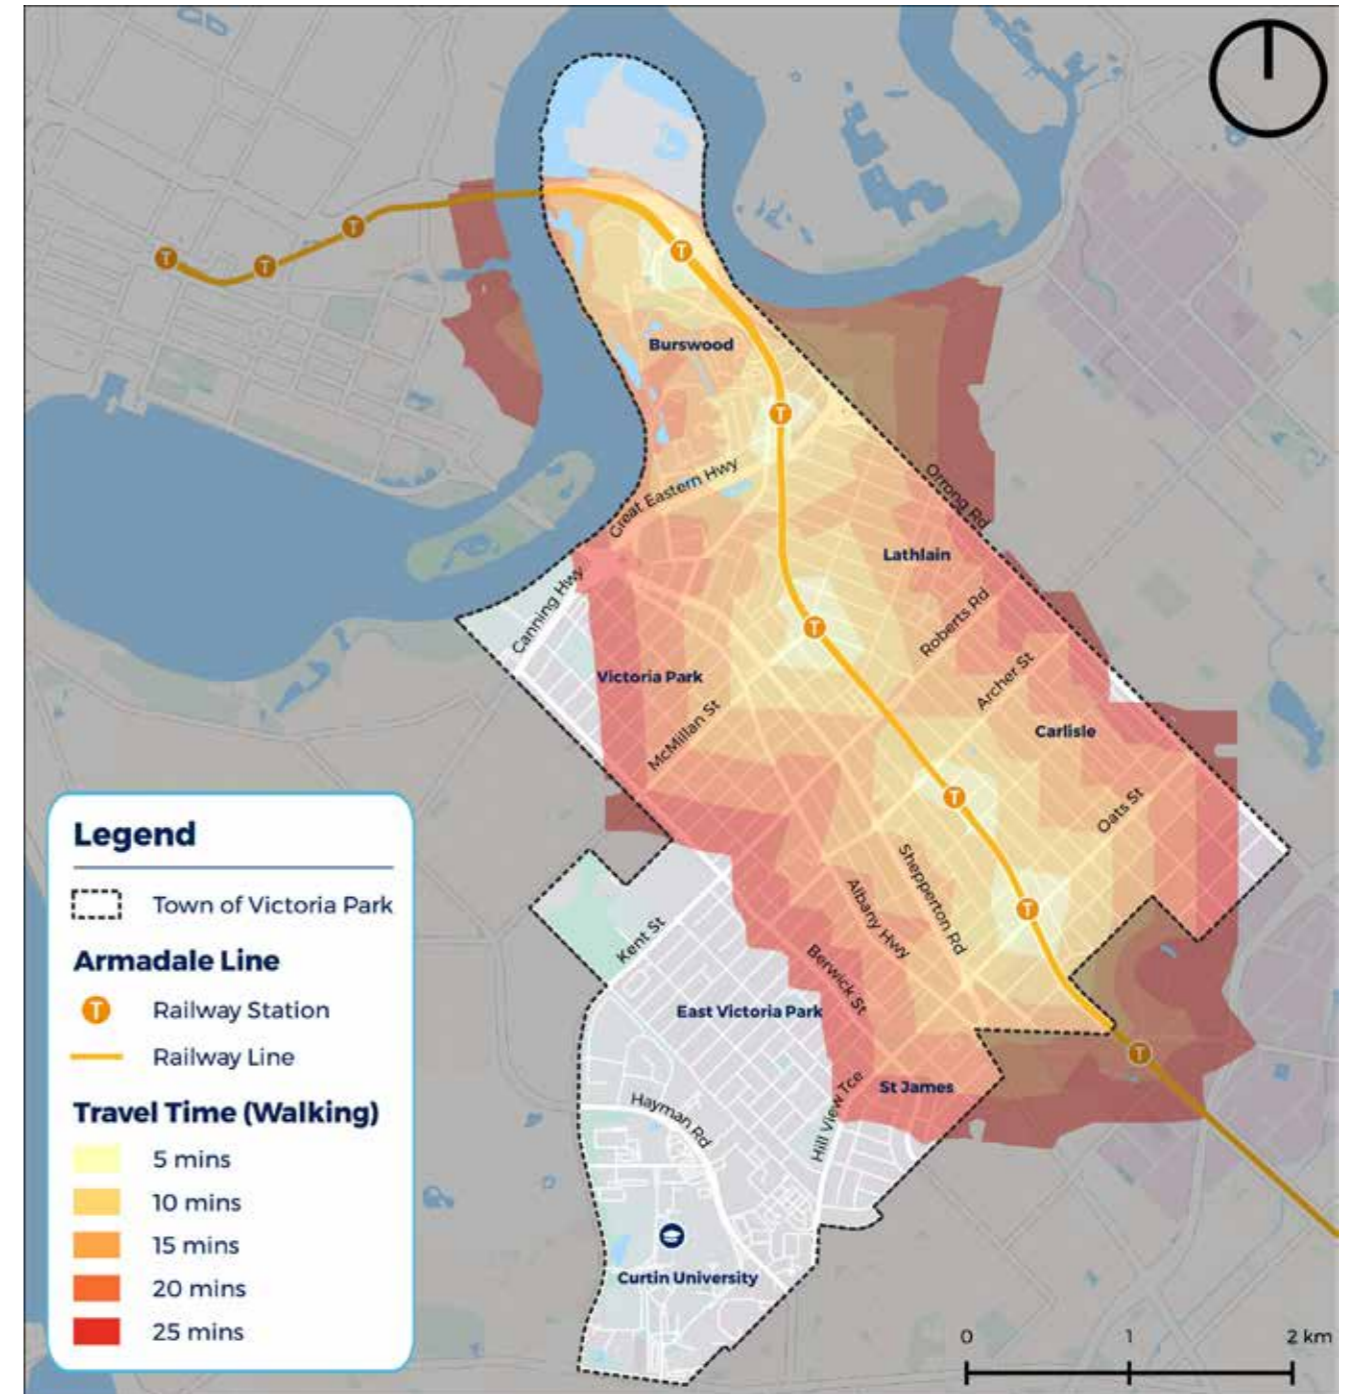 T
T
T
T
Burswood
T
Great Eastern Hwy
Orrong Rd
Lathlain
Canning Hwy
Roberts Rd
T
Victoria Park
Archer St
McMillan St
Carlisle
T
Oats St
Shepperton Rd
Albany Hwy
T
Kent St
Berwick St
East Victoria Park
T
St James
Hill View Tce
Hayman Rd
Curtin University
Legend
Town of Victoria Park
Armadale Line
T Railway Station
Railway Line
Travel Time (Walking)
5 mins
10 mins
15 mins
20 mins
25 mins
0 1 2 km